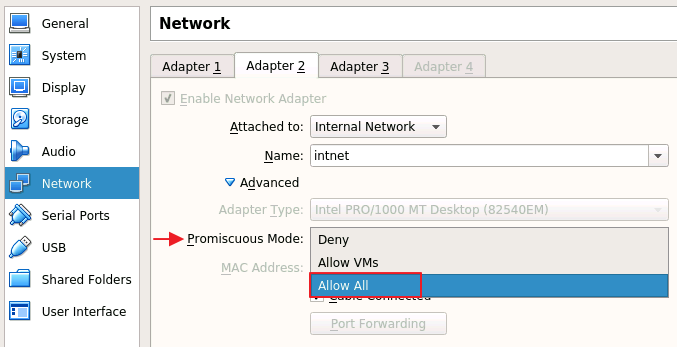 General
System
Display
Storage
Audio
Network
Serial Ports
USB
Shared Folders
User Interface
Network
Adapter 1 Adapter 2 Adapter 3 Adapter 4
Enable Network Adapter
Attached to: Internal Network
Name: intnet
Advanced
Adapter Type: Intel PRO/1000 MT Desktop (82540EM)
Promiscuous Mode: Deny
Allow VMs
MAC Address:
Allow All
Cable Connected
Port Forwarding